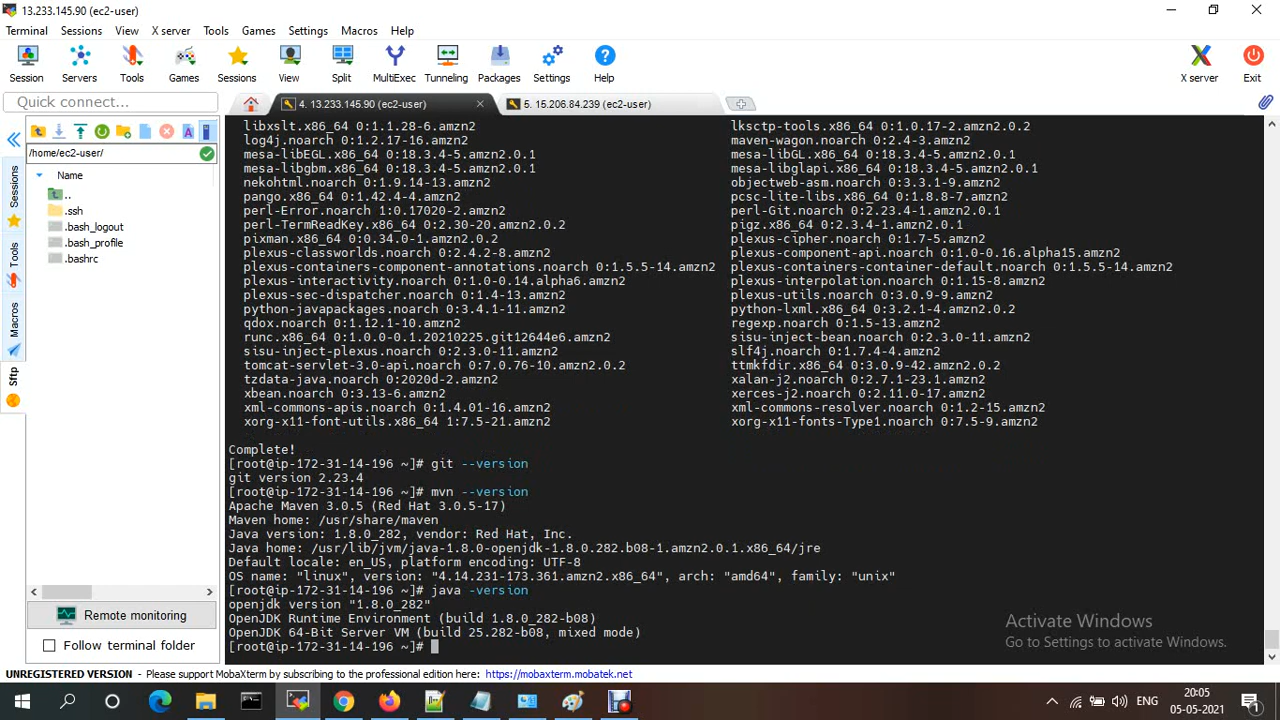 13.233.145.90 (ec2-user)
Terminal Sessions View X server Tools Games Settings Macros Help
Session Servers Tools Games Sessions View Split MultiExec Tunneling Packages Settings Help X server Exit
Quick connect...
4. 13.233.145.90 (ec2-user)
5. 15.206.84.239 (ec2-user)
/home/ec2-user/
Name
..
.ssh
.bash_logout
.bash_profile
.bashrc
Sessions
Tools
Macros
Sftp
libxslt.x86_64 0:1.1.28-6.amzn2 lksctp-tools.x86_64 0:1.0.17-2.amzn2.0.2
log4j.noarch 0:1.2.17-16.amzn2 maven-wagon.noarch 0:2.4-3.amzn2
mesa-libEGL.x86_64 0:18.3.4-5.amzn2.0.1 mesa-libGL.x86_64 0:18.3.4-5.amzn2.0.1
mesa-libgbm.x86_64 0:18.3.4-5.amzn2.0.1 mesa-libglapi.x86_64 0:18.3.4-5.amzn2.0.1
nekohtml.noarch 0:1.9.14-13.amzn2 objectweb-asm.noarch 0:3.3.1-9.amzn2
pango.x86_64 0:1.42.4-4.amzn2 pcsc-lite-libs.x86_64 0:1.8.8-7.amzn2
perl-Error.noarch 1:0.17020-2.amzn2 perl-Git.noarch 0:2.23.4-1.amzn2.0.1
perl-TermReadKey.x86_64 0:2.30-20.amzn2.0.2 pigz.x86_64 0:2.3.4-1.amzn2.0.1
pixman.x86_64 0:0.34.0-1.amzn2.0.2 plexus-cipher.noarch 0:1.7-5.amzn2
plexus-classworlds.noarch 0:2.4.2-8.amzn2 plexus-component-api.noarch 0:1.0-0.16.alpha15.amzn2
plexus-containers-component-annotations.noarch 0:1.5.5-14.amzn2 plexus-containers-container-default.noarch 0:1.5.5-14.amzn2
plexus-interactivity.noarch 0:1.0-0.14.alpha6.amzn2 plexus-interpolation.noarch 0:1.15-8.amzn2
plexus-sec-dispatcher.noarch 0:1.4-13.amzn2 plexus-utils.noarch 0:3.0.9-9.amzn2
python-javapackages.noarch 0:3.4.1-11.amzn2 python-lxml.x86_64 0:3.2.1-4.amzn2.0.2
qdox.noarch 0:1.12.1-10.amzn2 regexp.noarch 0:1.5-13.amzn2
runc.x86_64 0:1.0.0-0.1.20210225.git12644e6.amzn2 sisu-inject-bean.noarch 0:2.3.0-11.amzn2
sisu-inject-plexus.noarch 0:2.3.0-11.amzn2 slf4j.noarch 0:1.7.4-4.amzn2
tomcat-servlet-3.0-api.noarch 0:7.0.76-10.amzn2.0.2 ttmkfdir.x86_64 0:3.0.9-42.amzn2.0.2
tzdata-java.noarch 0:2020d-2.amzn2 xalan-j2.noarch 0:2.7.1-23.1.amzn2
xbean.noarch 0:3.13-6.amzn2 xerces-j2.noarch 0:2.11.0-17.amzn2
xml-commons-apis.noarch 0:1.4.01-16.amzn2 xml-commons-resolver.noarch 0:1.2-15.amzn2
xorg-x11-font-utils.x86_64 1:7.5-21.amzn2 xorg-x11-fonts-Type1.noarch 0:7.5-9.amzn2
Complete!
[root@ip-172-31-14-196 ~]# git --version
git version 2.23.4
[root@ip-172-31-14-196 ~]# mvn --version
Apache Maven 3.0.5 (Red Hat 3.0.5-17)
Maven home: /usr/share/maven
Java version: 1.8.0_282, vendor: Red Hat, Inc.
Java home: /usr/lib/jvm/java-1.8.0-openjdk-1.8.0.282.b08-1.amzn2.0.1.x86_64/jre
Default locale: en_US, platform encoding: UTF-8
OS name: "linux", version: "4.14.231-173.361.amzn2.x86_64", arch: "amd64", family: "unix"
[root@ip-172-31-14-196 ~]# java -version
openjdk version "1.8.0_282"
OpenJDK Runtime Environment (build 1.8.0_282-b08)
OpenJDK 64-Bit Server VM (build 25.282-b08, mixed mode)
[root@ip-172-31-14-196 ~]#
Activate Windows
Go to Settings to activate Windows.
Remote monitoring
Follow terminal folder
UNREGISTERED VERSION - Please support MobaXterm by subscribing to the professional edition here: https://mobaxterm.mobatek.net
ENG
20:05
05-05-2021
1